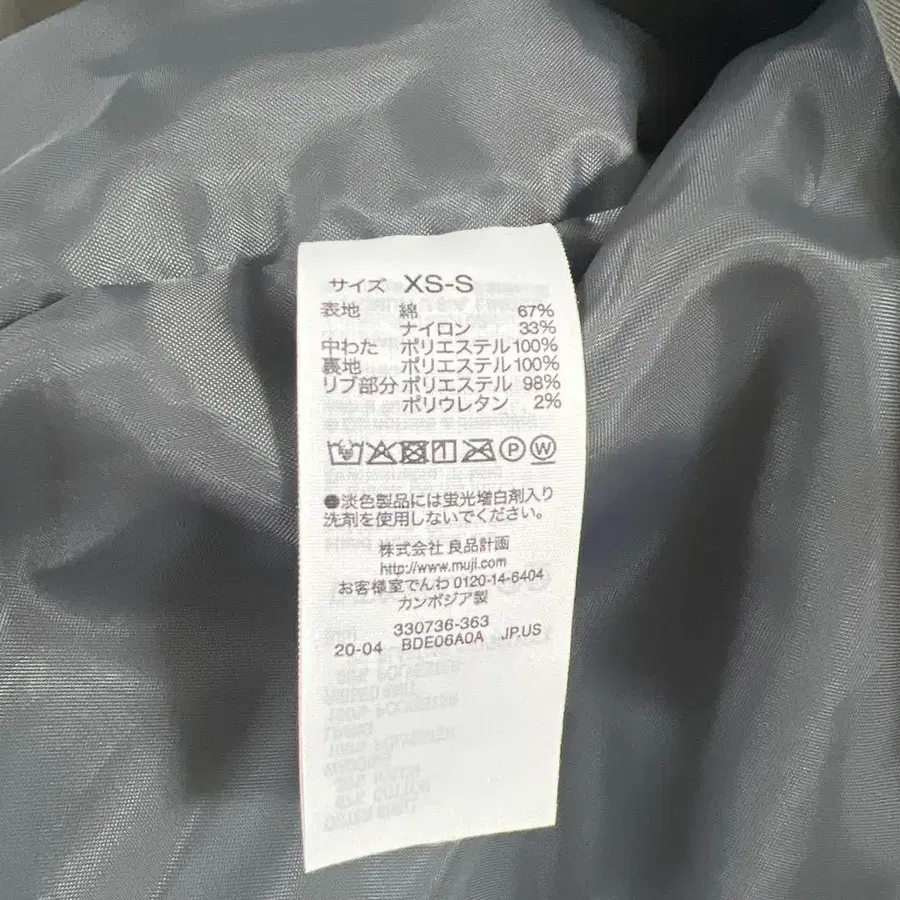 サイズ XS-S
表地 綿 67%
ナイロン 33%
中わた ポリエステル100%
裏地 ポリエステル100%
リブ部分 ポリエステル 98%
ポリウレタン 2%
P W
●淡色製品には蛍光増白剤入り
洗剤を使用しないでください。
株式会社 良品計画
http://www.muji.com
お客様室でんわ 0120-14-6404
カンボジア製
330736-363
20-04 BDE06A0A JP.US